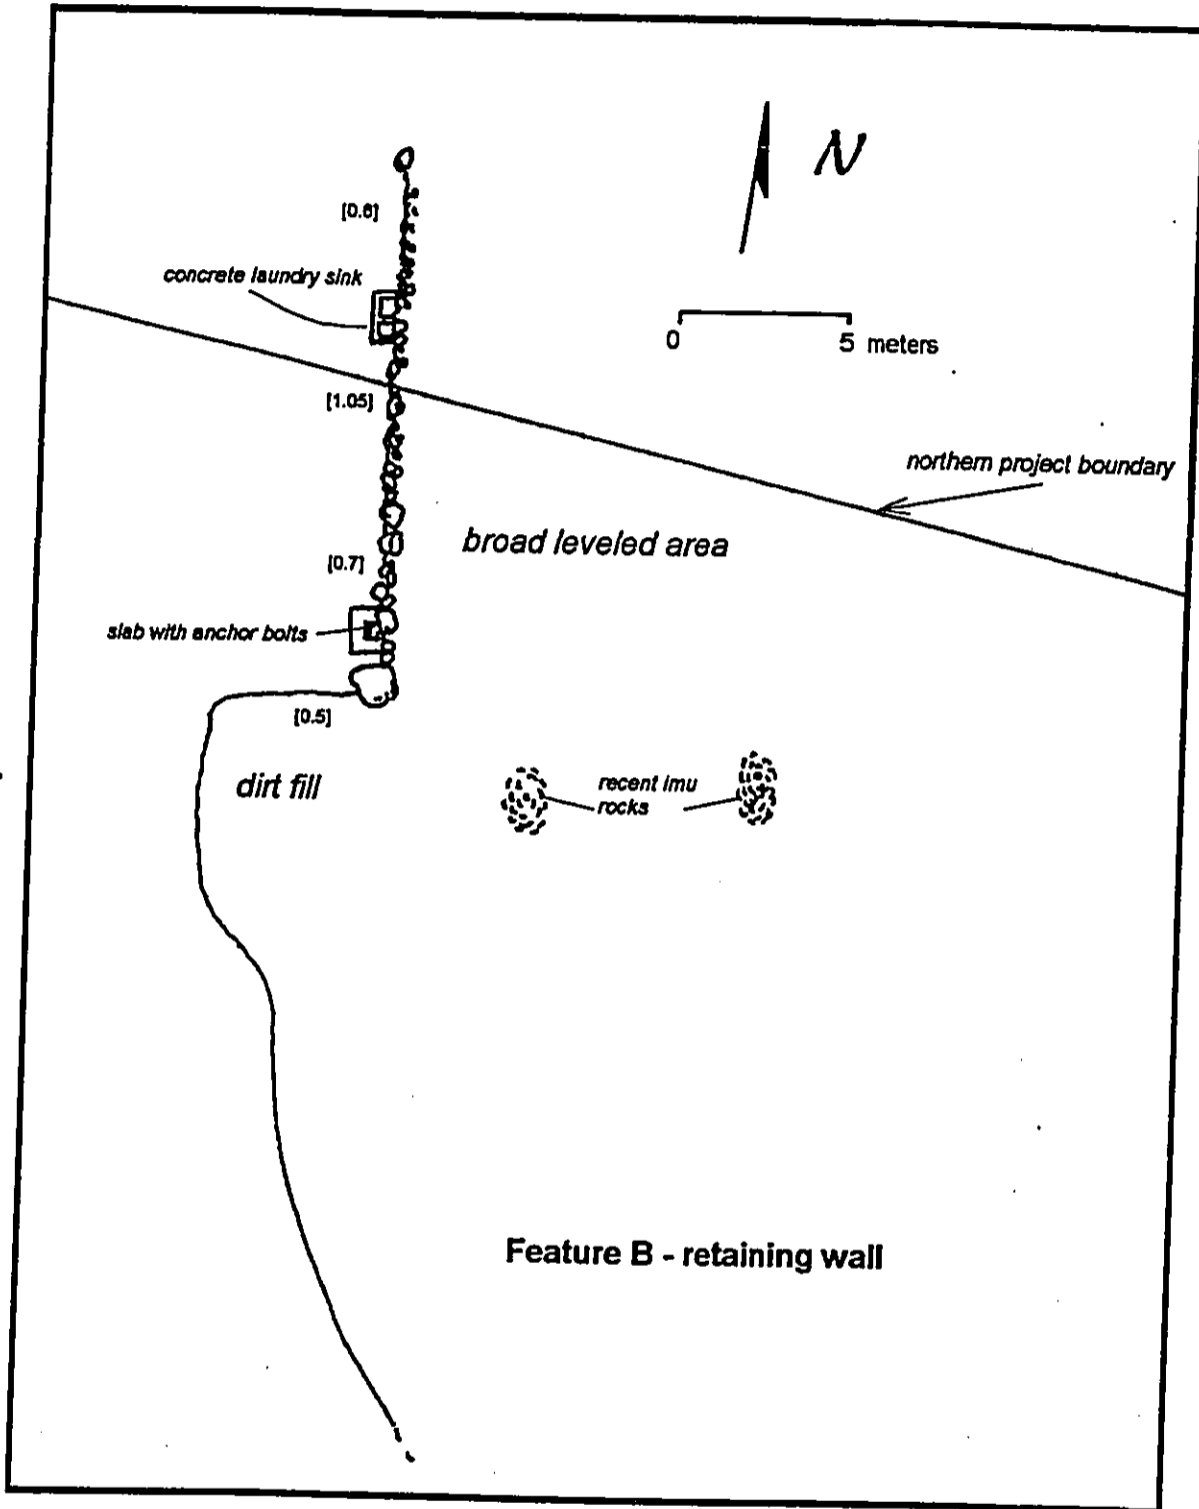 N
[0.6]
concrete laundry sink
0 5 meters
[1.05]
northern project boundary
broad leveled area
[0.7]
slab with anchor bolts
[0.5]
dirt fill
recent imu
rocks
Feature B - retaining wall